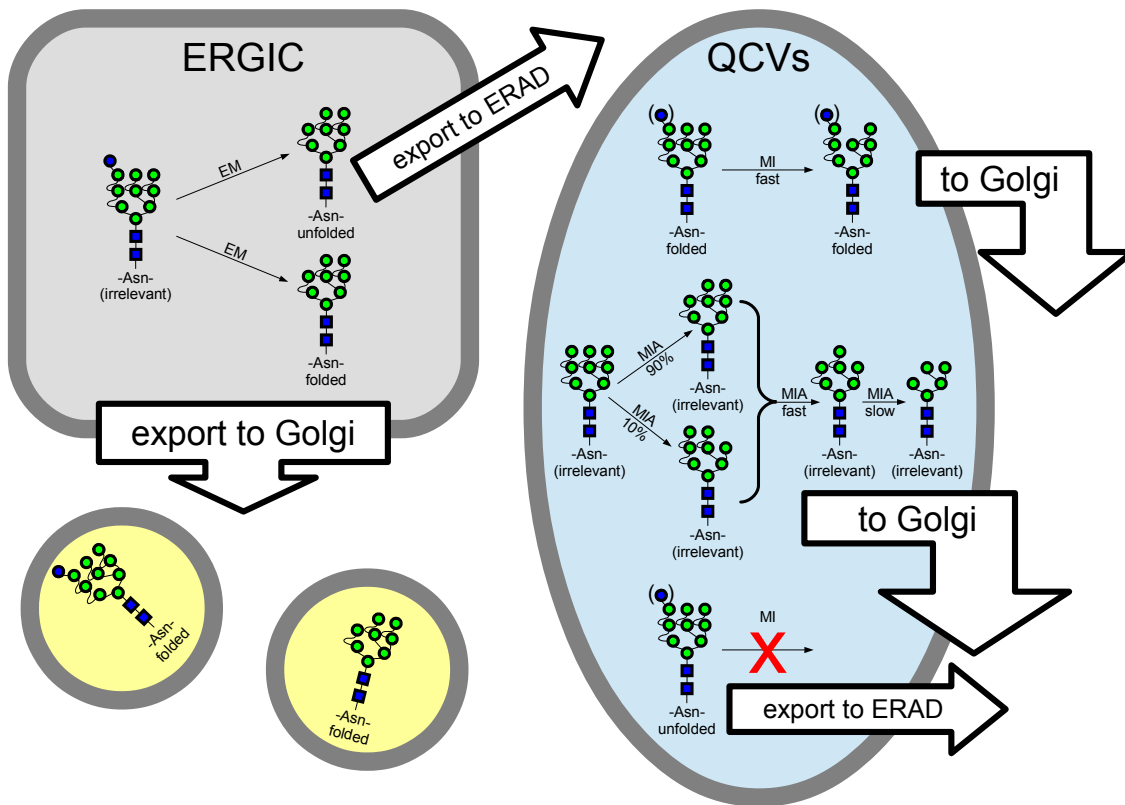 ERGIC
EM
-Asn-
unfolded
-Asn-
(irrelevant)
EM
-Asn-
folded
export to ERAD
export to Golgi
-Asn-
folded
-Asn-
folded
QCVs
( )
-Asn-
folded
MI
fast
( )
-Asn-
folded
to Golgi
-Asn-
(irrelevant)
MIA
90%
-Asn-
(irrelevant)
MIA
10%
-Asn-
(irrelevant)
MIA
fast
-Asn-
(irrelevant)
MIA
slow
-Asn-
(irrelevant)
to Golgi
( )
-Asn-
unfolded
MI
X
export to ERAD